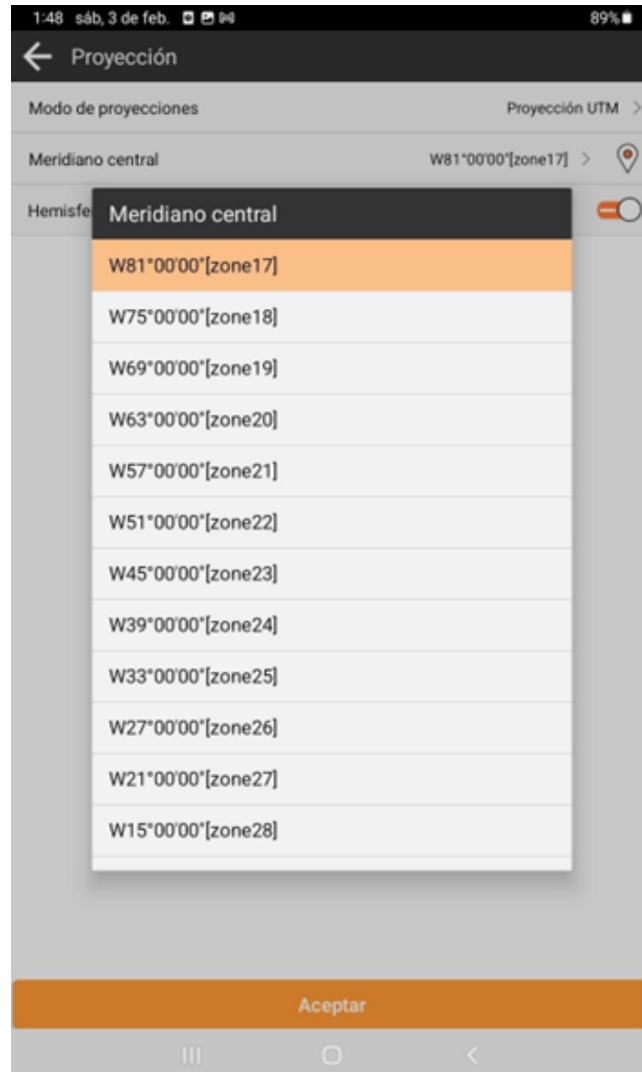 1:48 sáb, 3 de feb. 89%
Proyección
Modo de proyecciones Proyección UTM
Meridiano central W81°00'00"[zone17]
Hemisfe
Meridiano central
W81°00'00"[zone17]
W75°00'00"[zone18]
W69°00'00"[zone19]
W63°00'00"[zone20]
W57°00'00"[zone21]
W51°00'00"[zone22]
W45°00'00"[zone23]
W39°00'00"[zone24]
W33°00'00"[zone25]
W27°00'00"[zone26]
W21°00'00"[zone27]
W15°00'00"[zone28]
Aceptar